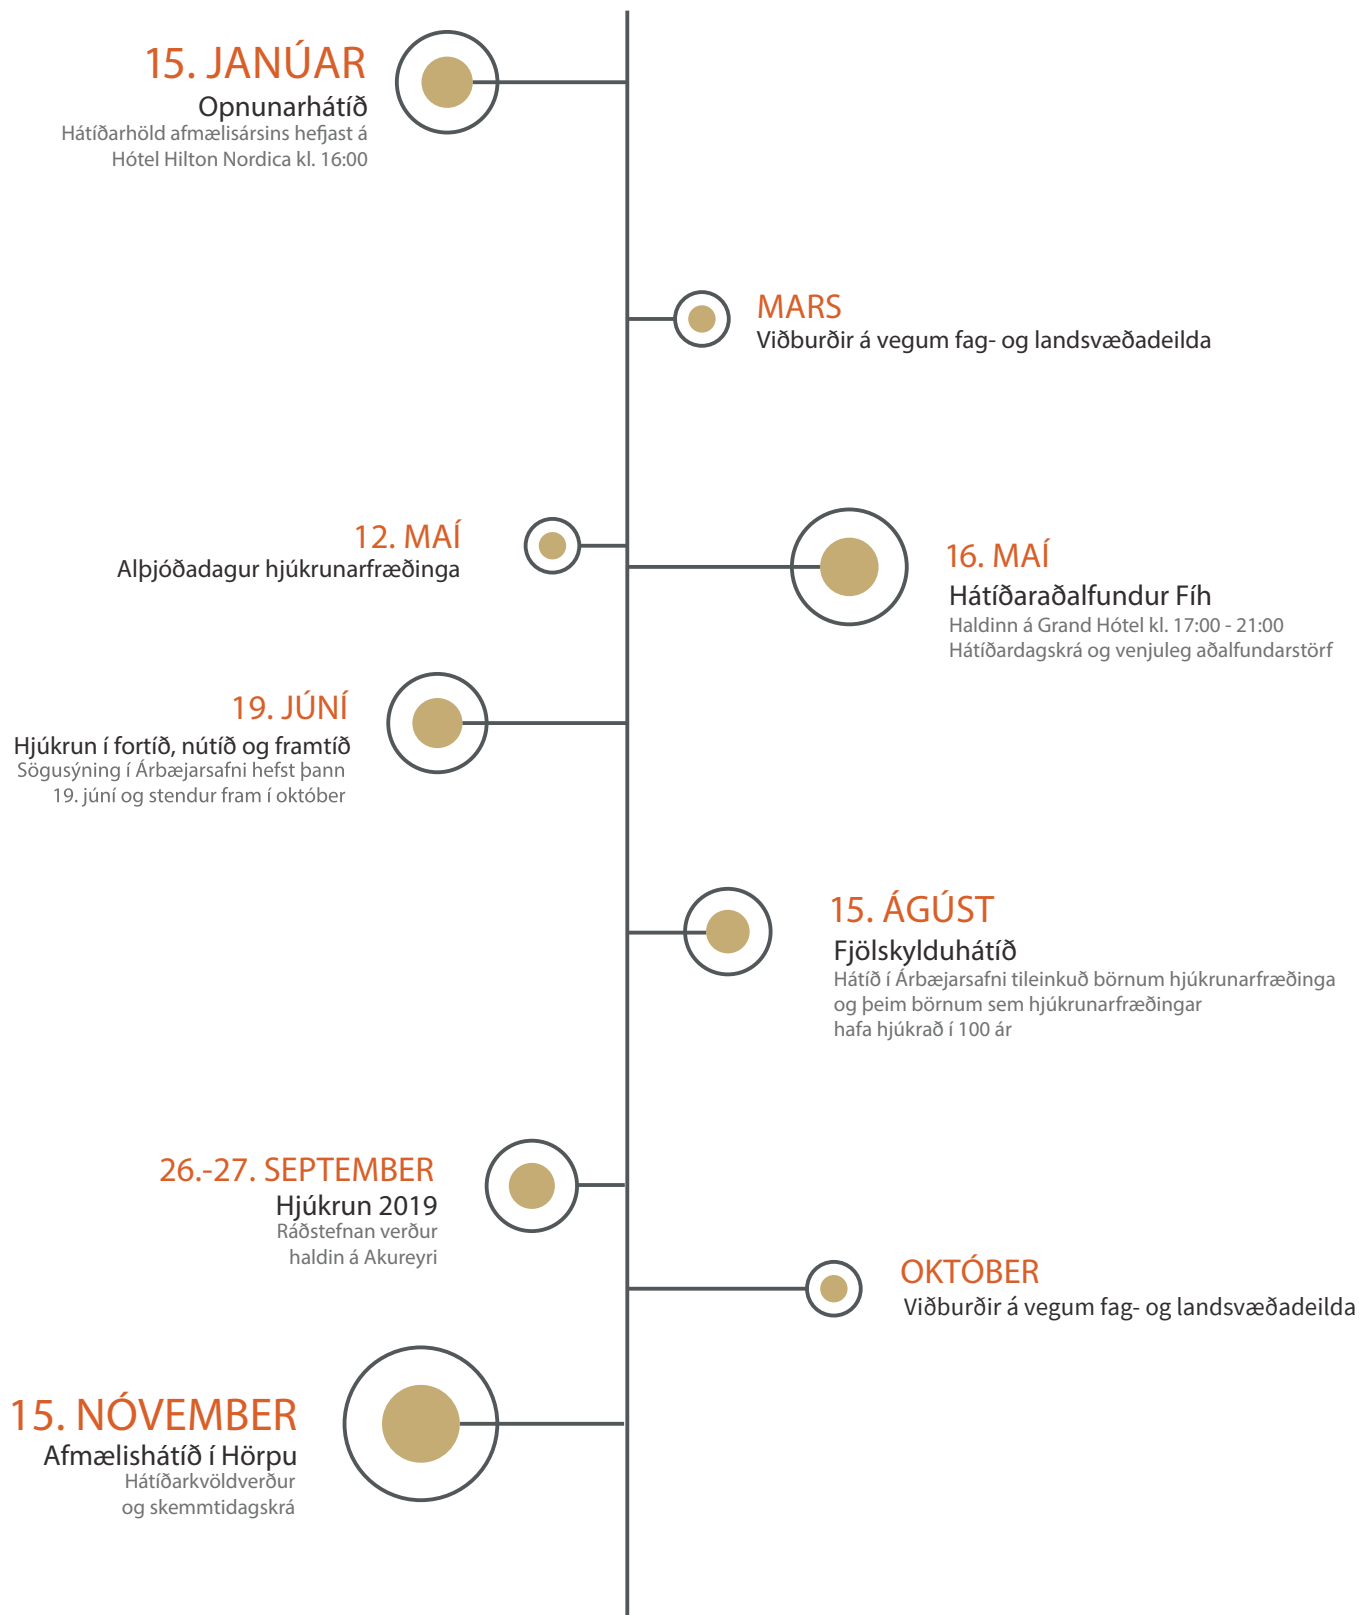 15. JANÚAR
Opnunarhátíð
Hátíðarhöld afmælisársins hefjast á
Hótel Hilton Nordica kl. 16:00
MARS
Viðburðir á vegum fag- og landsvæðadeilda
12. MAÍ
Alþjóðadagur hjúkrunarfræðinga
16. MAÍ
Hátíðaraðalfundur Fíh
Haldinn á Grand Hótel kl. 17:00 - 21:00
Hátíðardagskrá og venjuleg aðalfundarstörf
19. JÚNÍ
Hjúkrun í fortíð, nútíð og framtíð
Sögusýning í Árbæjarsafni hefst þann
19. júní og stendur fram í október
15. ÁGÚST
Fjölskylduhátíð
Hátíð í Árbæjarsafni tileinkuð börnum hjúkrunarfræðinga
og þeim börnum sem hjúkrunarfræðingar
hafa hjúkrað í 100 ár
26.-27. SEPTEMBER
Hjúkrun 2019
Ráðstefnan verður
haldin á Akureyri
OKTÓBER
Viðburðir á vegum fag- og landsvæðadeilda
15. NÓVEMBER
Afmælishátíð í Hörpu
Hátíðarkvöldverður
og skemmtidagskrá